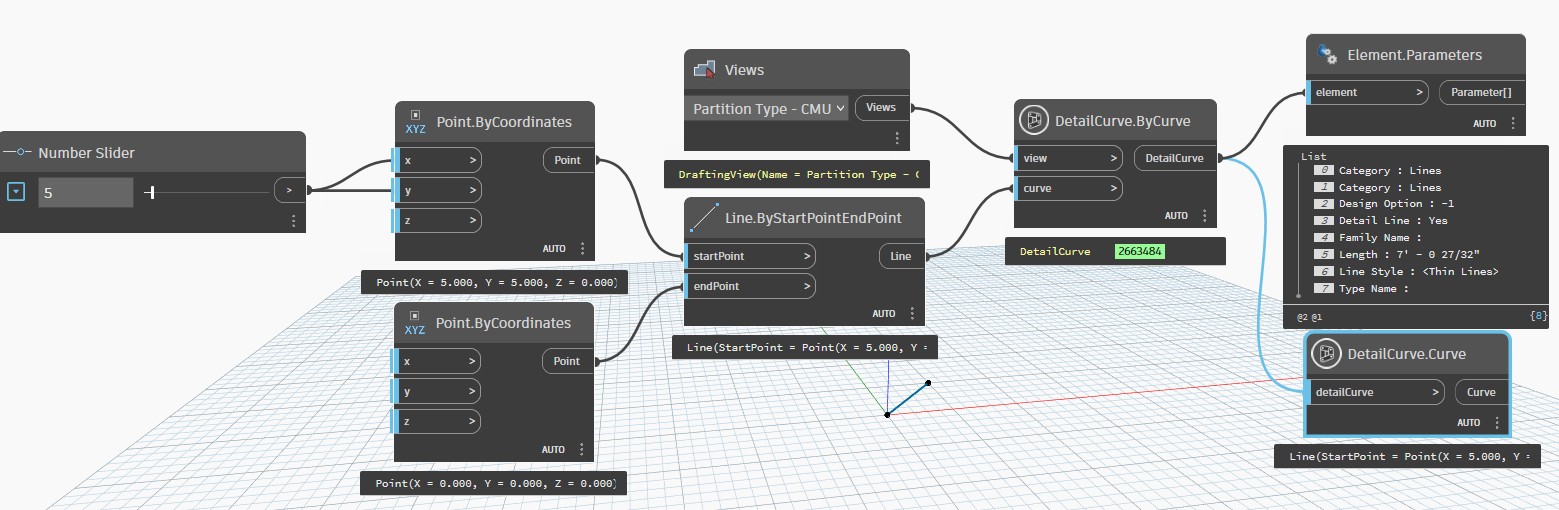 Number Slider
5
>
Point.ByCoordinates
XYZ
x >
Point
y >
z >
AUTO
Point(X = 5.000, Y = 5.000, Z = 0.000)
Point.ByCoordinates
XYZ
x >
Point
y >
z >
AUTO
Point(X = 0.000, Y = 0.000, Z = 0.000)
Views
Partition Type - CMU
Views
DraftingView(Name = Partition Type - (
Line.ByStartPointEndPoint
startPoint >
Line
endPoint >
AUTO
Line(StartPoint = Point(X = 5.000, Y =
DetailCurve.ByCurve
view >
DetailCurve
curve >
AUTO
DetailCurve 2663484
Element.Parameters
element >
Parameter[]
AUTO
List
0 Category : Lines
1 Category : Lines
2 Design Option : -1
3 Detail Line : Yes
4 Family Name :
5 Length : 7' - 0 27/32"
6 Line Style : <Thin Lines>
7 Type Name :
@2 @1 {8}
DetailCurve.Curve
detailCurve >
Curve
AUTO
Line(StartPoint = Point(X = 5.000, Y =